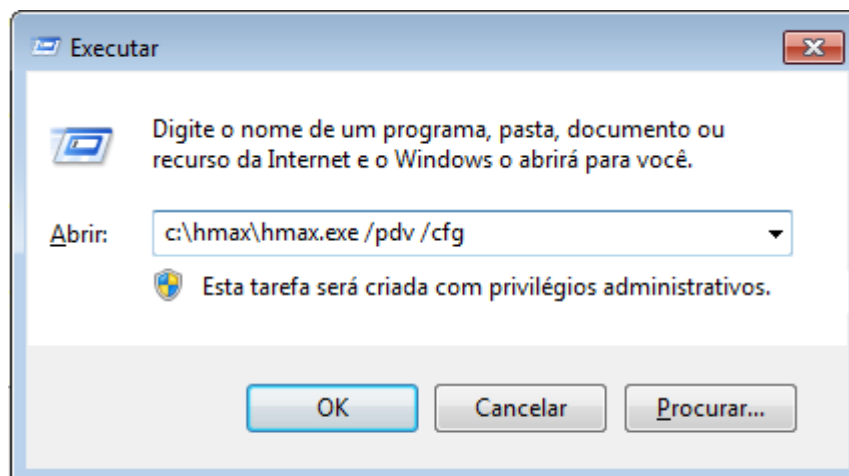 Executar
Digite o nome de um programa, pasta, documento ou
recurso da Internet e o Windows o abrirá para você.
Abrir: c:\hmax\hmax.exe /pdv /cfg
Esta tarefa será criada com privilégios administrativos.
OK Cancelar Procurar...